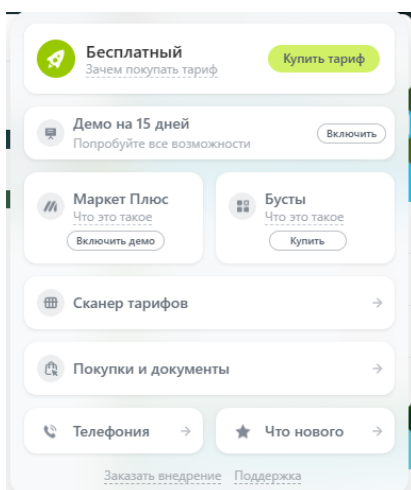 Бесплатный
Зачем покупать тариф
Купить тариф
Демо на 15 дней
Попробуйте все возможности
Включить
Маркет Плюс
Что это такое
Включить демо
Бусты
Что это такое
Купить
Сканер тарифов
Покупки и документы
Телефония
Что нового
Заказать внедрение Поддержка